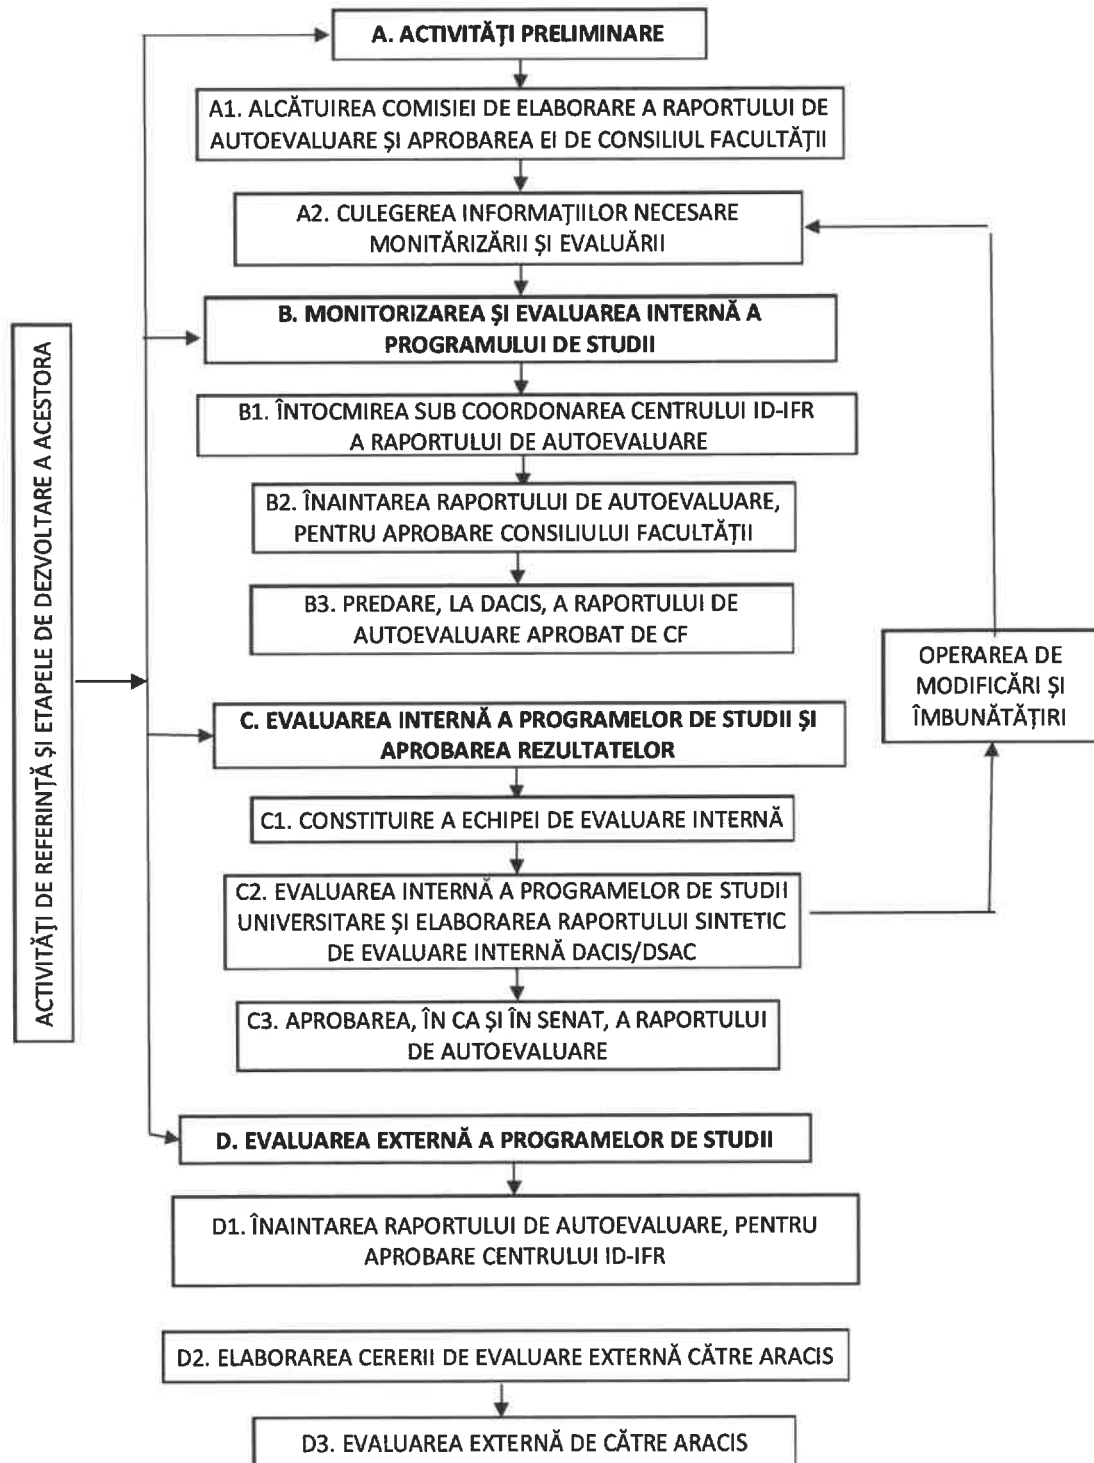 A. ACTIVITĂȚI PRELIMINARE
A1. ALCĂTUIREA COMISIEI DE ELABORARE A RAPORTULUI DE
AUTOEVALUARE ȘI APROBAREA EI DE CONSILIUL FACULTĂȚII
A2. CULEGEREA INFORMAȚIILOR NECESARE
MONITĂRIZĂRII ȘI EVALUĂRII
B. MONITORIZAREA ȘI EVALUAREA INTERNĂ A
PROGRAMULUI DE STUDII
B1. ÎNTOCMIREA SUB COORDONAREA CENTRULUI ID-IFR
A RAPORTULUI DE AUTOEVALUARE
B2. ÎNAINTAREA RAPORTULUI DE AUTOEVALUARE,
PENTRU APROBARE CONSILIULUI FACULTĂȚII
B3. PREDARE, LA DACIS, A RAPORTULUI DE
AUTOEVALUARE APROBAT DE CF
ACTIVITĂȚI DE REFERINȚĂ ȘI ETAPELE DE DEZVOLTARE A ACESTORA
OPERAREA DE
MODIFICĂRI ȘI
ÎMBUNĂTĂȚIRI
C. EVALUAREA INTERNĂ A PROGRAMELOR DE STUDII ȘI
APROBAREA REZULTATELOR
C1. CONSTITUIRE A ECHIPEI DE EVALUARE INTERNĂ
C2. EVALUAREA INTERNĂ A PROGRAMELOR DE STUDII
UNIVERSITARE ȘI ELABORAREA RAPORTULUI SINTETIC
DE EVALUARE INTERNĂ DACIS/DSAC
C3. APROBAREA, ÎN CA ȘI ÎN SENAT, A RAPORTULUI
DE AUTOEVALUARE
D. EVALUAREA EXTERNĂ A PROGRAMELOR DE STUDII
D1. ÎNAINTAREA RAPORTULUI DE AUTOEVALUARE, PENTRU
APROBARE CENTRULUI ID-IFR
D2. ELABORAREA CERERII DE EVALUARE EXTERNĂ CĂTRE ARACIS
D3. EVALUAREA EXTERNĂ DE CĂTRE ARACIS